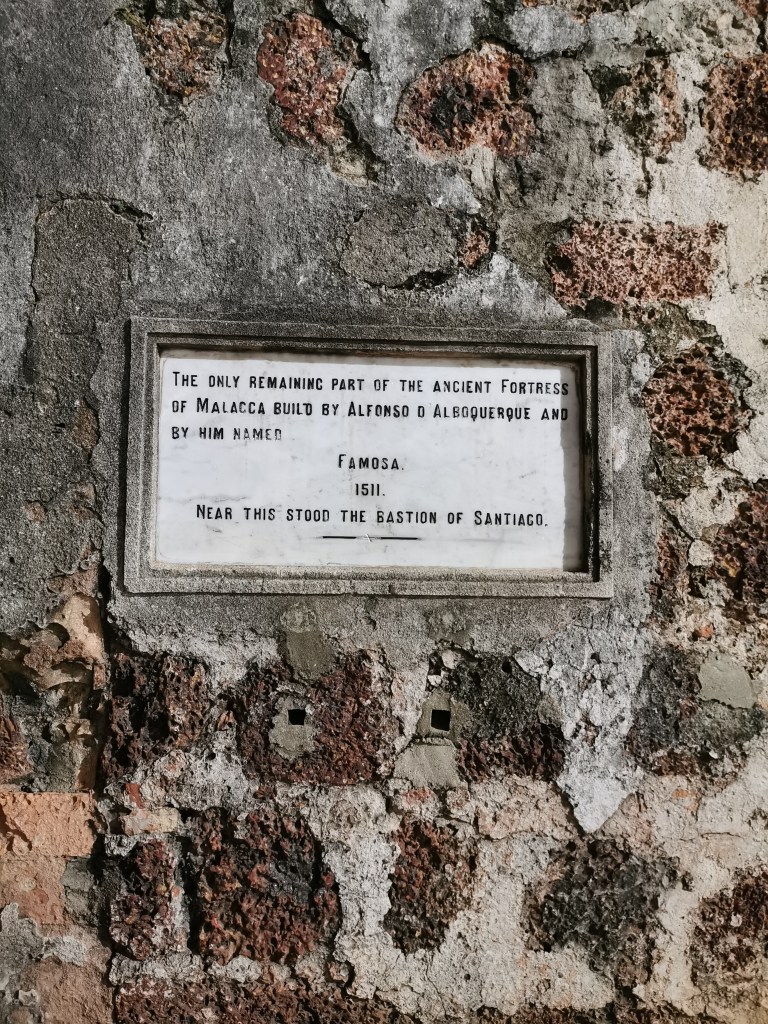 THE ONLY REMAINING PART OF THE ANCIENT FORTRESS
OF MALACCA BUILD BY ALFONSO D ALBOQUERQUE AND
BY HIM NAMED
FAMOSA.
1511.
NEAR THIS STOOD THE BASTION OF SANTIAGO.